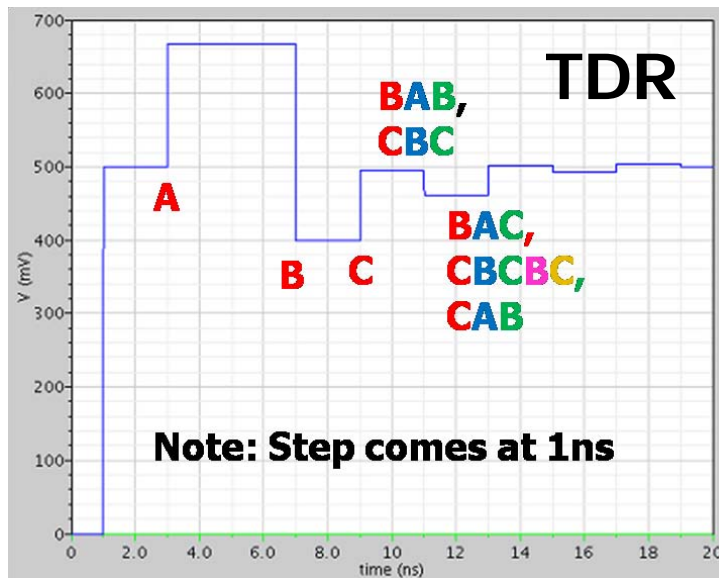 TDR
700
600
500
400
300
200
100
0
V (mV)
A
B
C
BAB,
CBC
BAC,
CBCBC,
CAB
Note: Step comes at 1ns
0
2.0
4.0
6.0
8.0
10
12
14
16
18
20
time (ns)